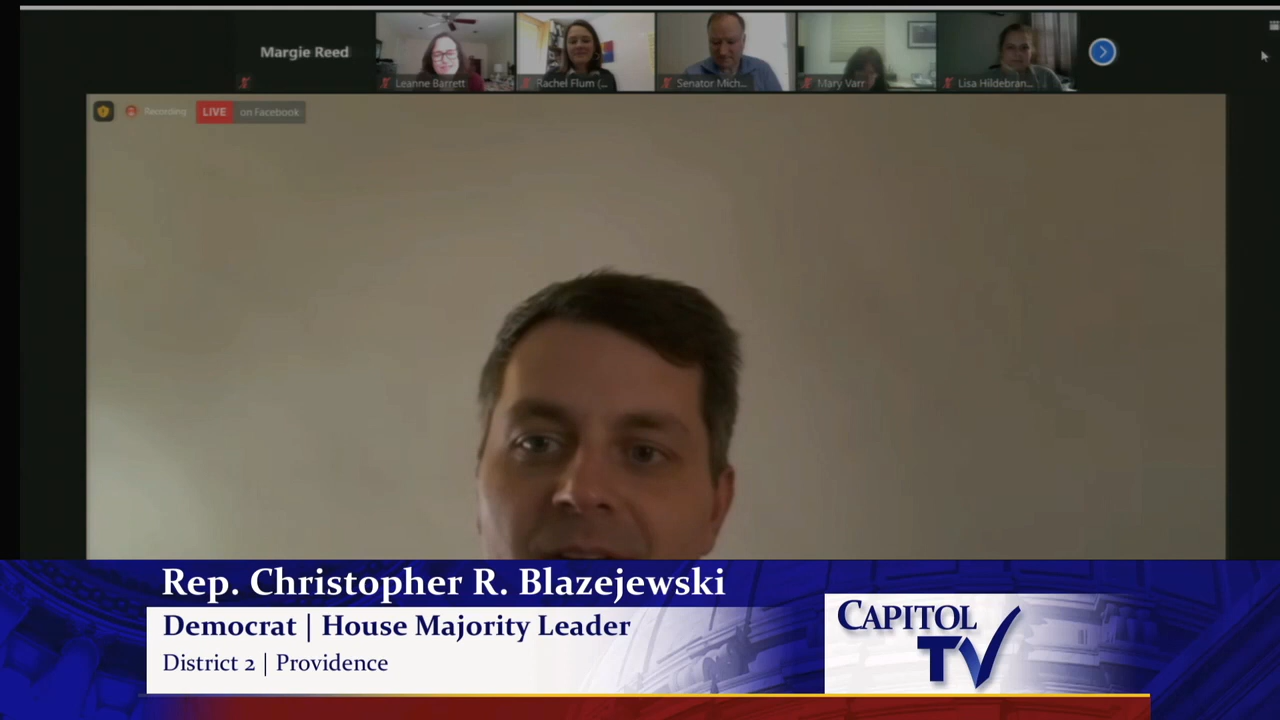 Margie Reed
Leanne Barrett
Rachel Flum (...
Senator Mich...
Mary Varr
Lisa Hildebran...
Recording
LIVE on Facebook
Rep. Christopher R. Blazejewski
Democrat | House Majority Leader
District 2 | Providence
CAPITOL
TV